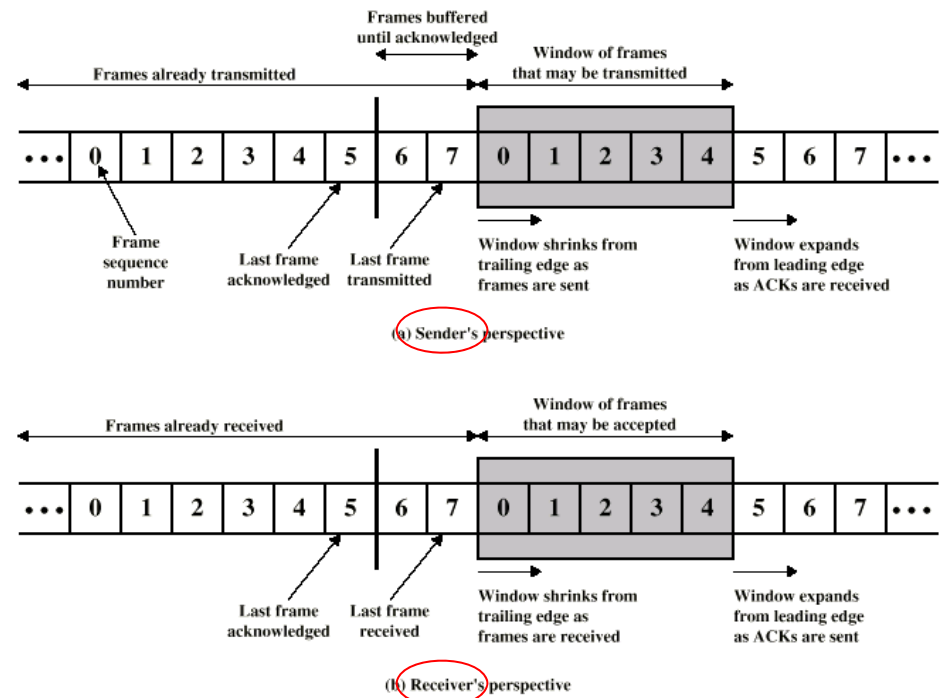 Frames buffered
until acknowledged
Frames already transmitted
Window of frames
that may be transmitted
••• 0 1 2 3 4 5 6 7 0 1 2 3 4 5 6 7 •••
Frame
sequence
number
Last frame
acknowledged
Last frame
transmitted
Window shrinks from
trailing edge as
frames are sent
Window expands
from leading edge
as ACKs are received
(a) Sender's perspective
Frames already received
Window of frames
that may be accepted
••• 0 1 2 3 4 5 6 7 0 1 2 3 4 5 6 7 •••
Last frame
acknowledged
Last frame
received
Window shrinks from
trailing edge as
frames are received
Window expands
from leading edge
as ACKs are sent
(b) Receiver's perspective